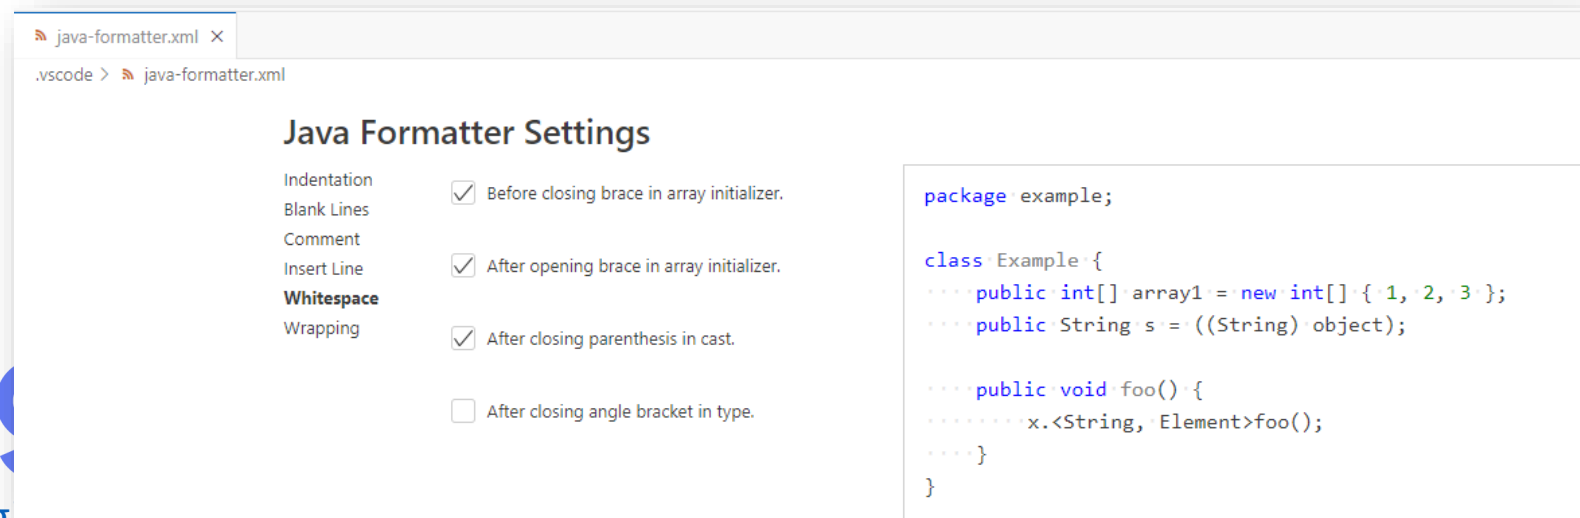 java-formatter.xml
.vscode > java-formatter.xml
Java Formatter Settings
Indentation
Blank Lines
Comment
Insert Line
Whitespace
Wrapping
Before closing brace in array initializer.
After opening brace in array initializer.
After closing parenthesis in cast.
After closing angle bracket in type.
package example;
class Example {
    public int[] array1 = new int[] { 1, 2, 3 };
    public String s = ((String) object);
    public void foo() {
        x.<String, Element>foo();
    }
}